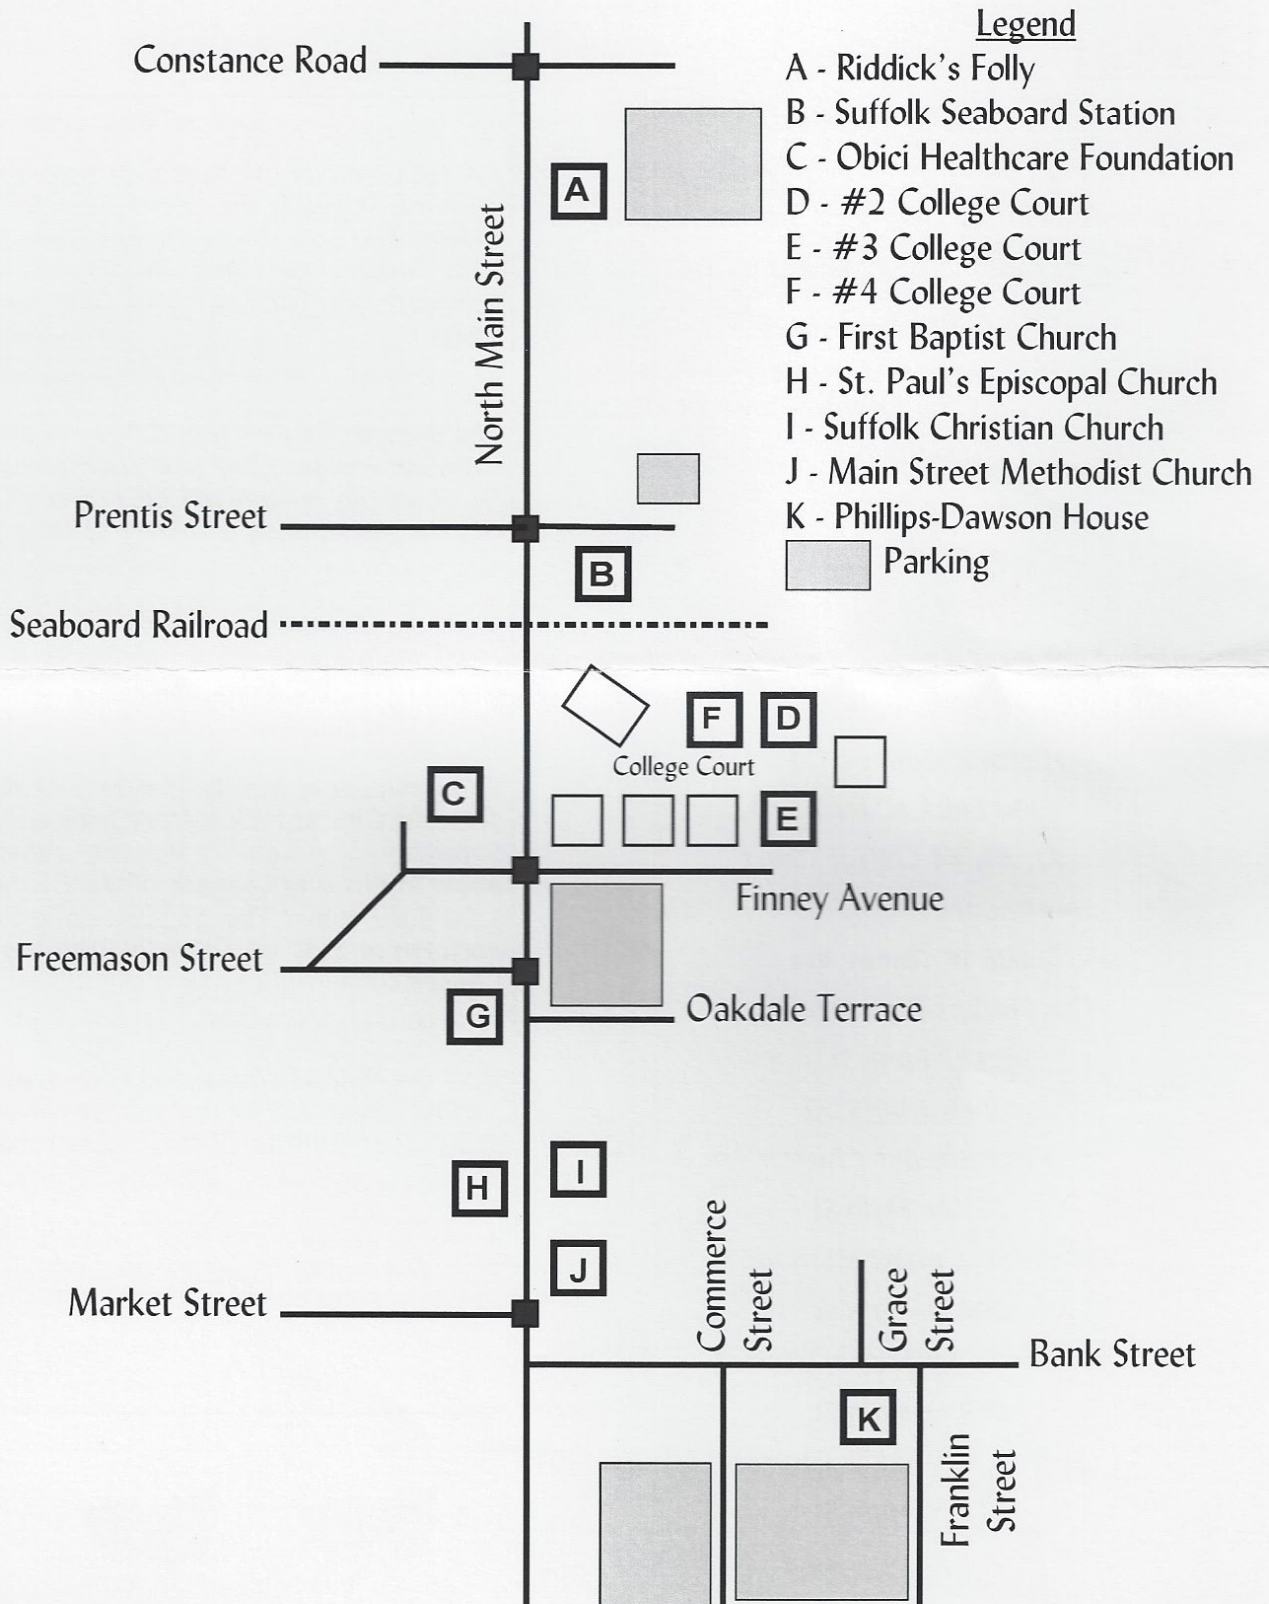 Legend
A - Riddick's Folly
B - Suffolk Seaboard Station
C - Obici Healthcare Foundation
D - #2 College Court
E - #3 College Court
F - #4 College Court
G - First Baptist Church
H - St. Paul's Episcopal Church
I - Suffolk Christian Church
J - Main Street Methodist Church
K - Phillips-Dawson House
Parking
Constance Road
A
North Main Street
Prentis Street
B
Seaboard Railroad
F
D
College Court
C
E
Finney Avenue
Freemason Street
G
Oakdale Terrace
I
H
J
Market Street
Commerce
Street
Grace
Street
Bank Street
K
Franklin
Street